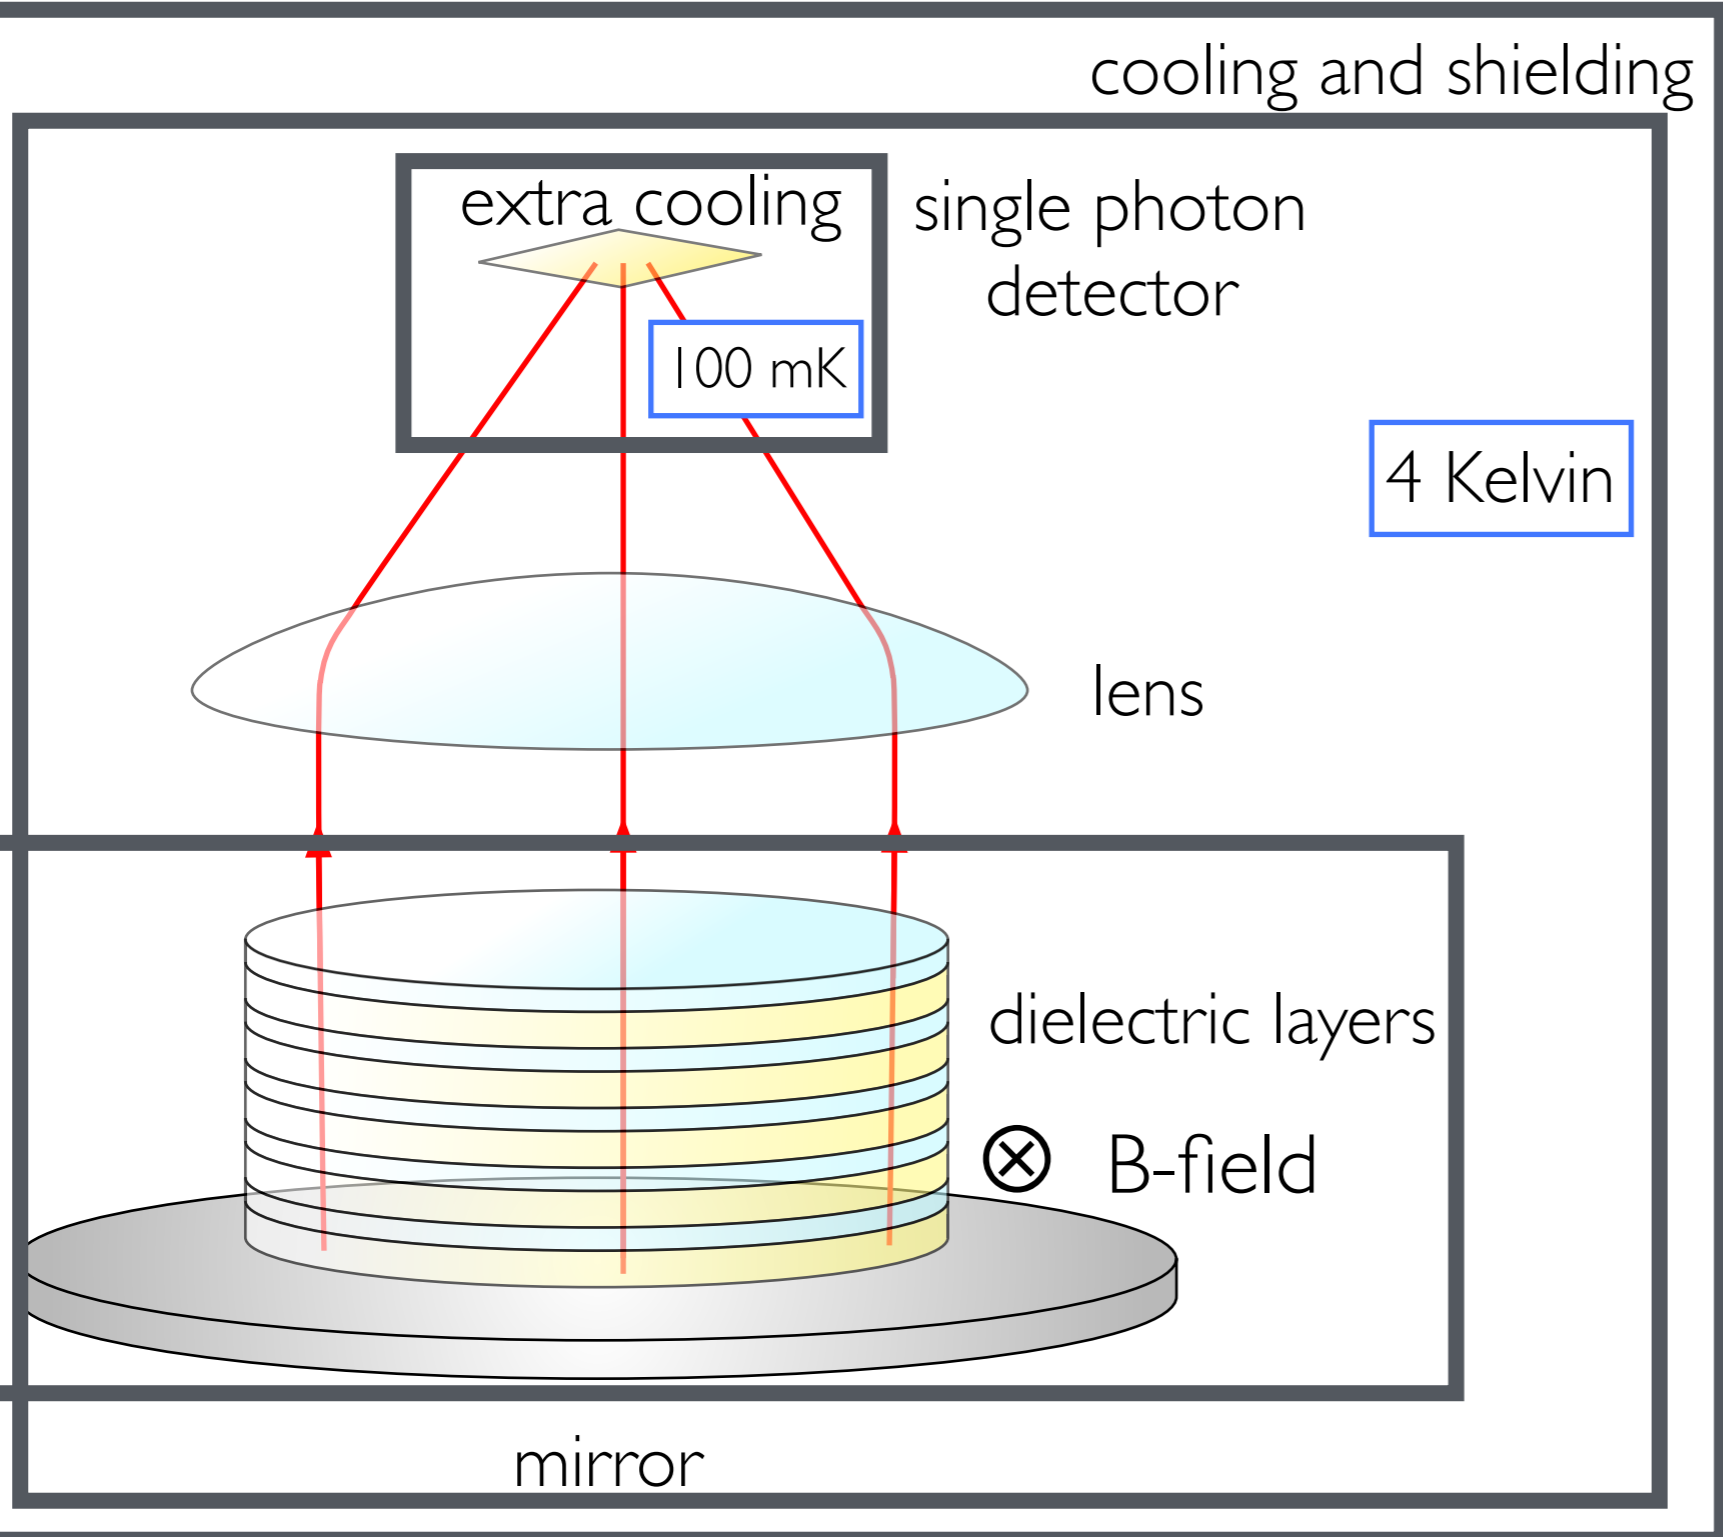 cooling and shielding
extra cooling
single photon
detector
100 mK
4 Kelvin
lens
dielectric layers
B-field
mirror